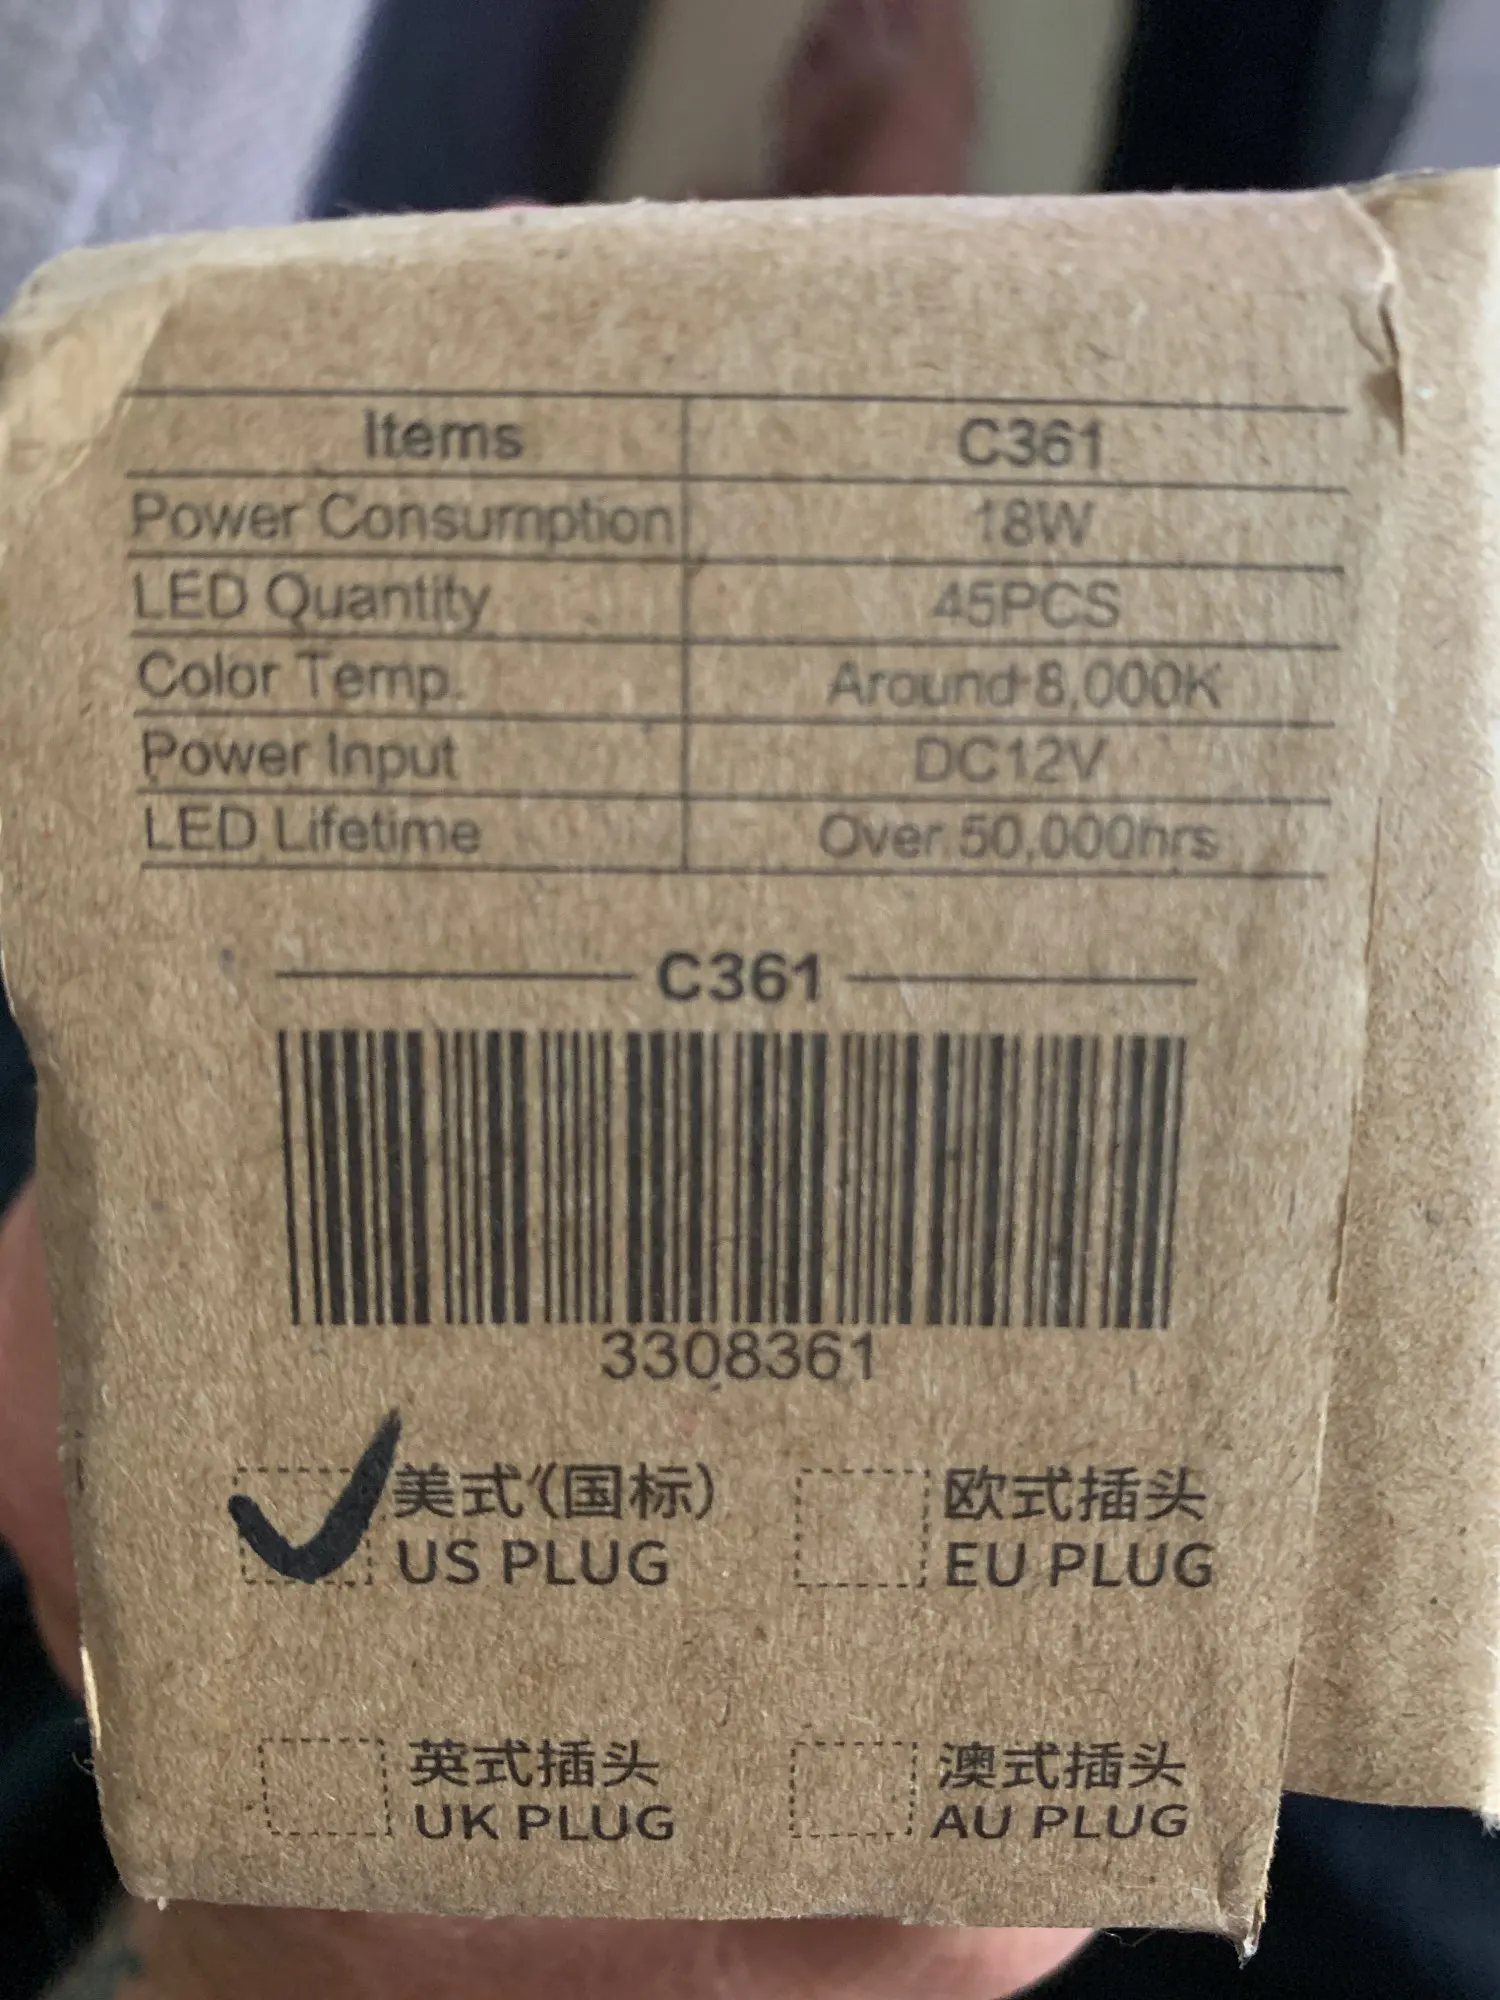 Items C361
Power Consumption 18W
LED Quantity 45PCS
Color Temp. Around 8,000K
Power Input DC12V
LED Lifetime Over 50,000hrs
C361
3308361
美式(国标) 欧式插头
US PLUG EU PLUG
英式插头 澳式插头
UK PLUG AU PLUG